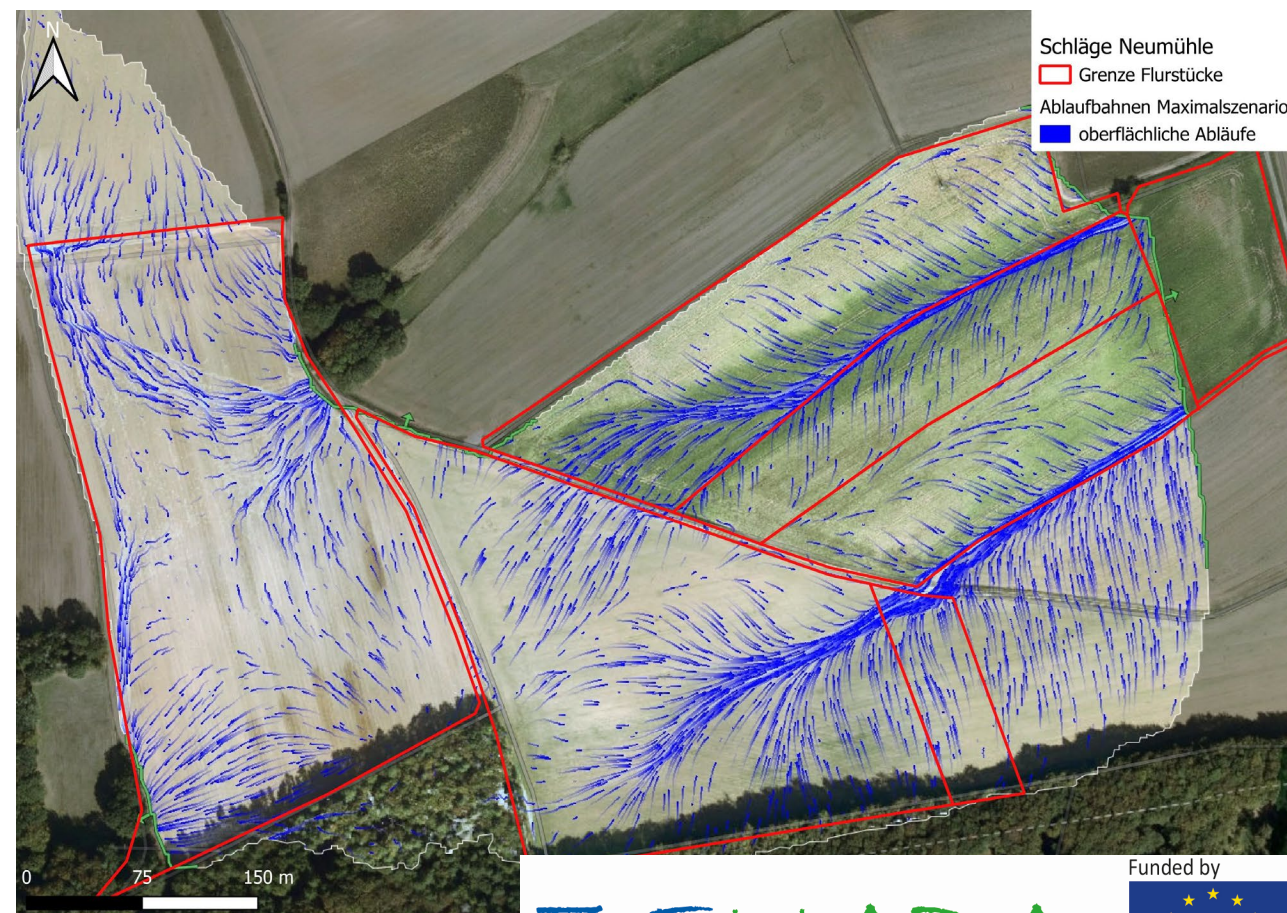 N
Schläge Neumühle
Grenze Flurstücke
Ablaufbahnen Maximalszenario
oberflächliche Abläufe
0 75 150 m
Funded by